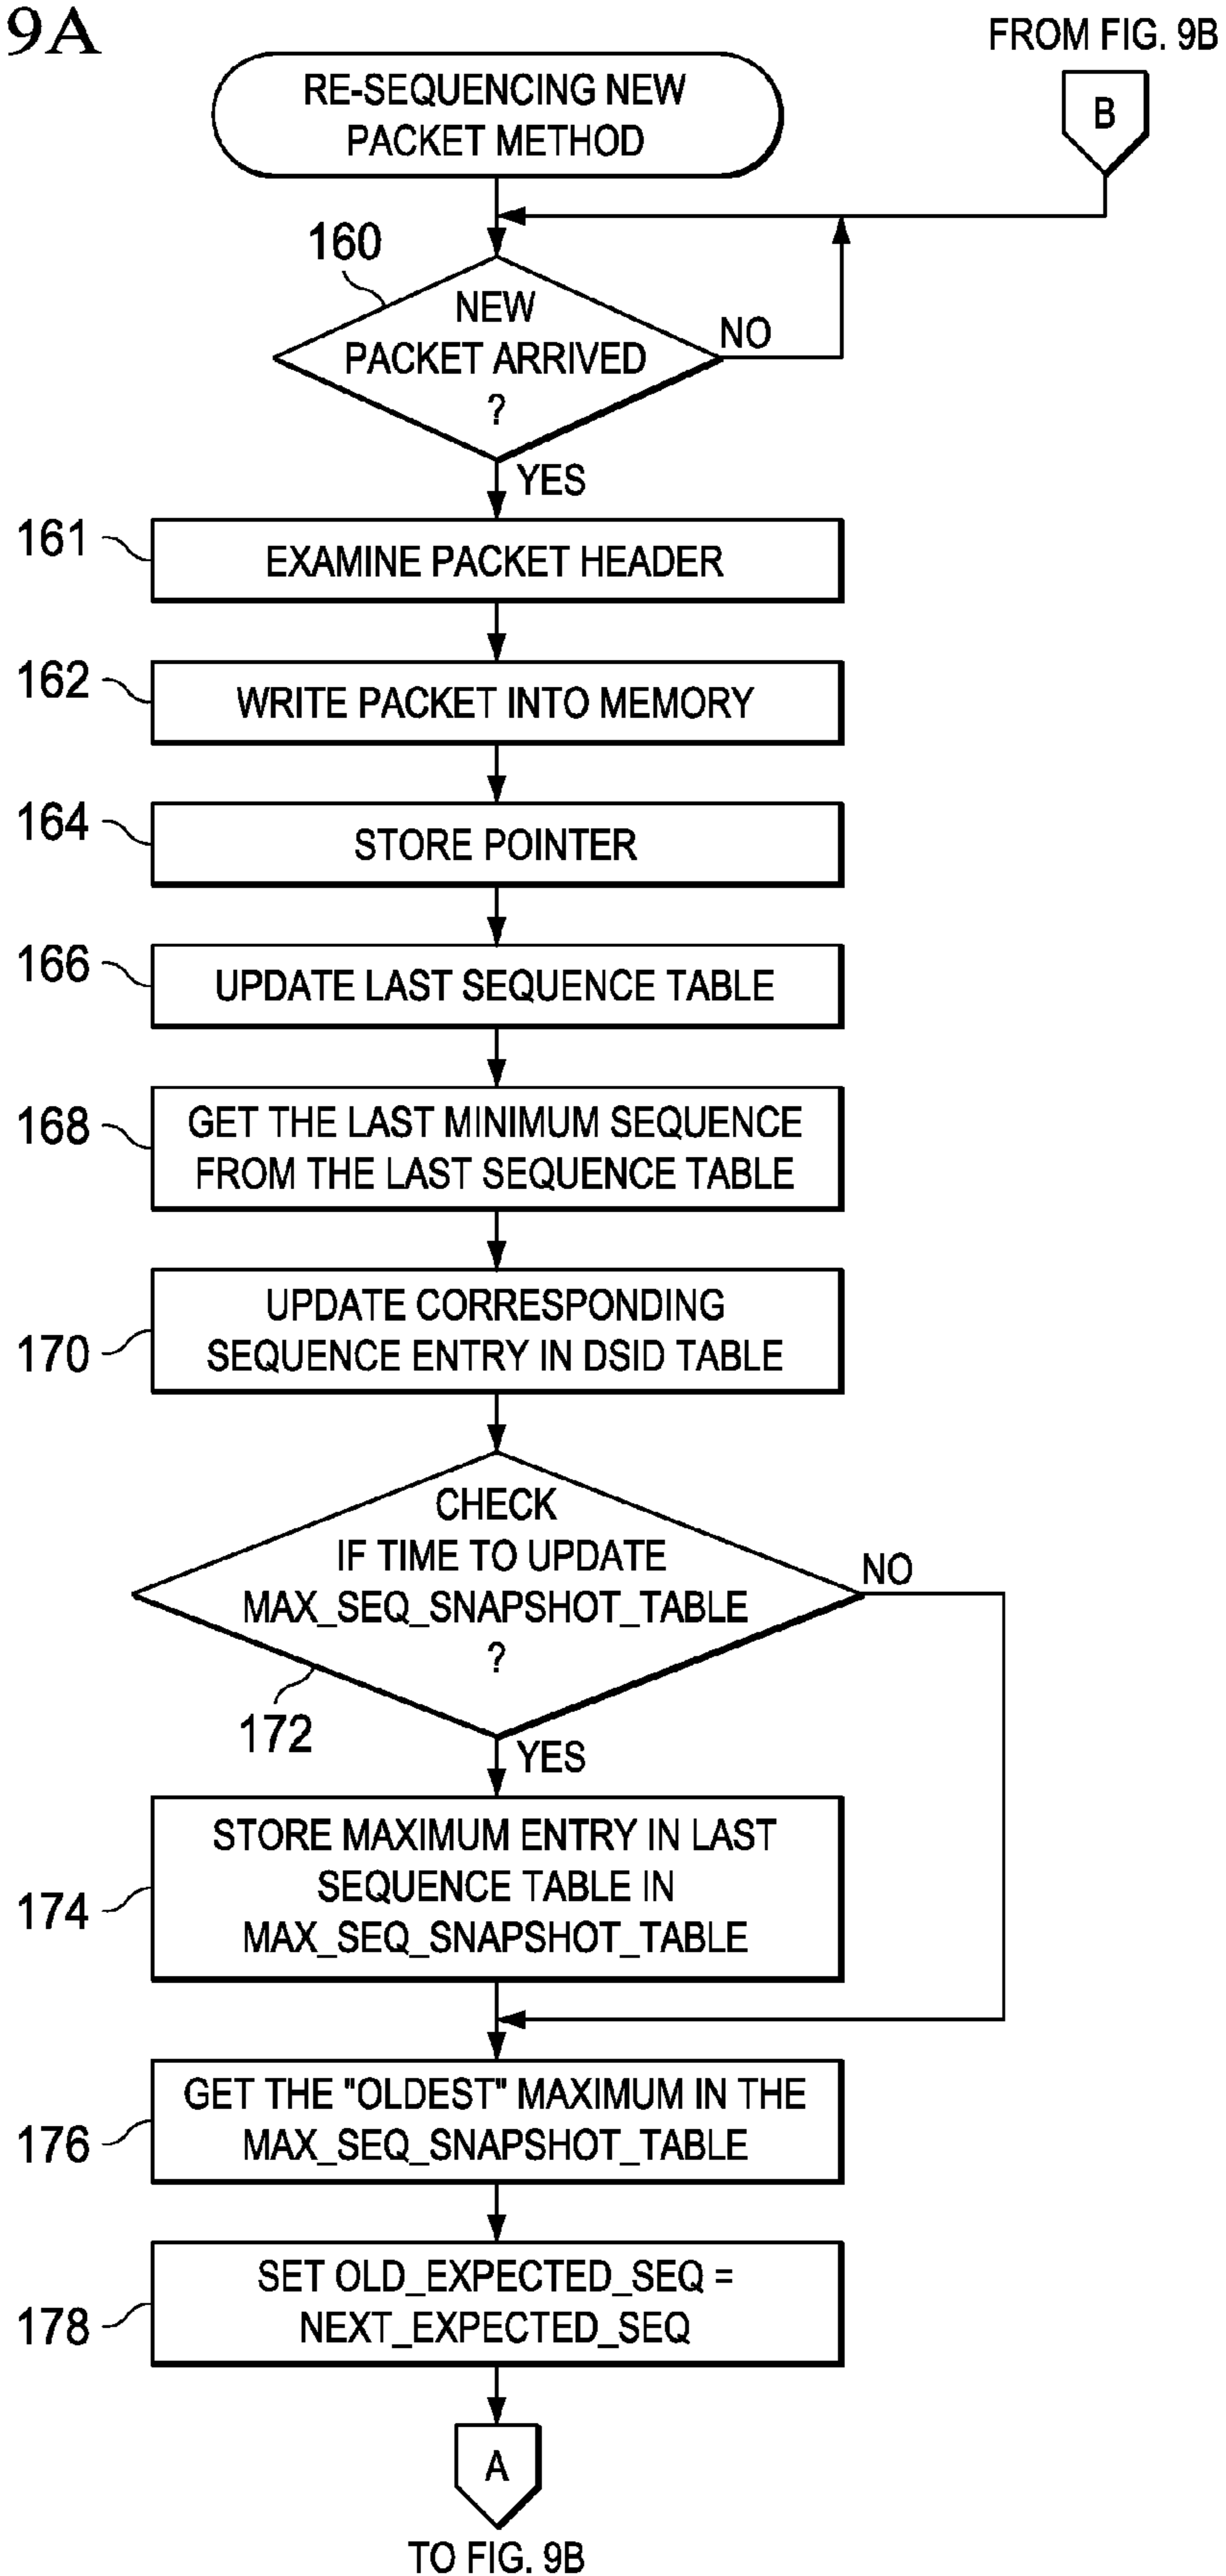 9A
FROM FIG. 9B
B
RE-SEQUENCING NEW
PACKET METHOD
160
NEW
PACKET ARRIVED
?
NO
YES
161
EXAMINE PACKET HEADER
162
WRITE PACKET INTO MEMORY
164
STORE POINTER
166
UPDATE LAST SEQUENCE TABLE
168
GET THE LAST MINIMUM SEQUENCE
FROM THE LAST SEQUENCE TABLE
170
UPDATE CORRESPONDING
SEQUENCE ENTRY IN DSID TABLE
CHECK
IF TIME TO UPDATE
MAX_SEQ_SNAPSHOT_TABLE
?
NO
172
YES
174
STORE MAXIMUM ENTRY IN LAST
SEQUENCE TABLE IN
MAX_SEQ_SNAPSHOT_TABLE
176
GET THE "OLDEST" MAXIMUM IN THE
MAX_SEQ_SNAPSHOT_TABLE
178
SET OLD_EXPECTED_SEQ =
NEXT_EXPECTED_SEQ
A
TO FIG. 9B